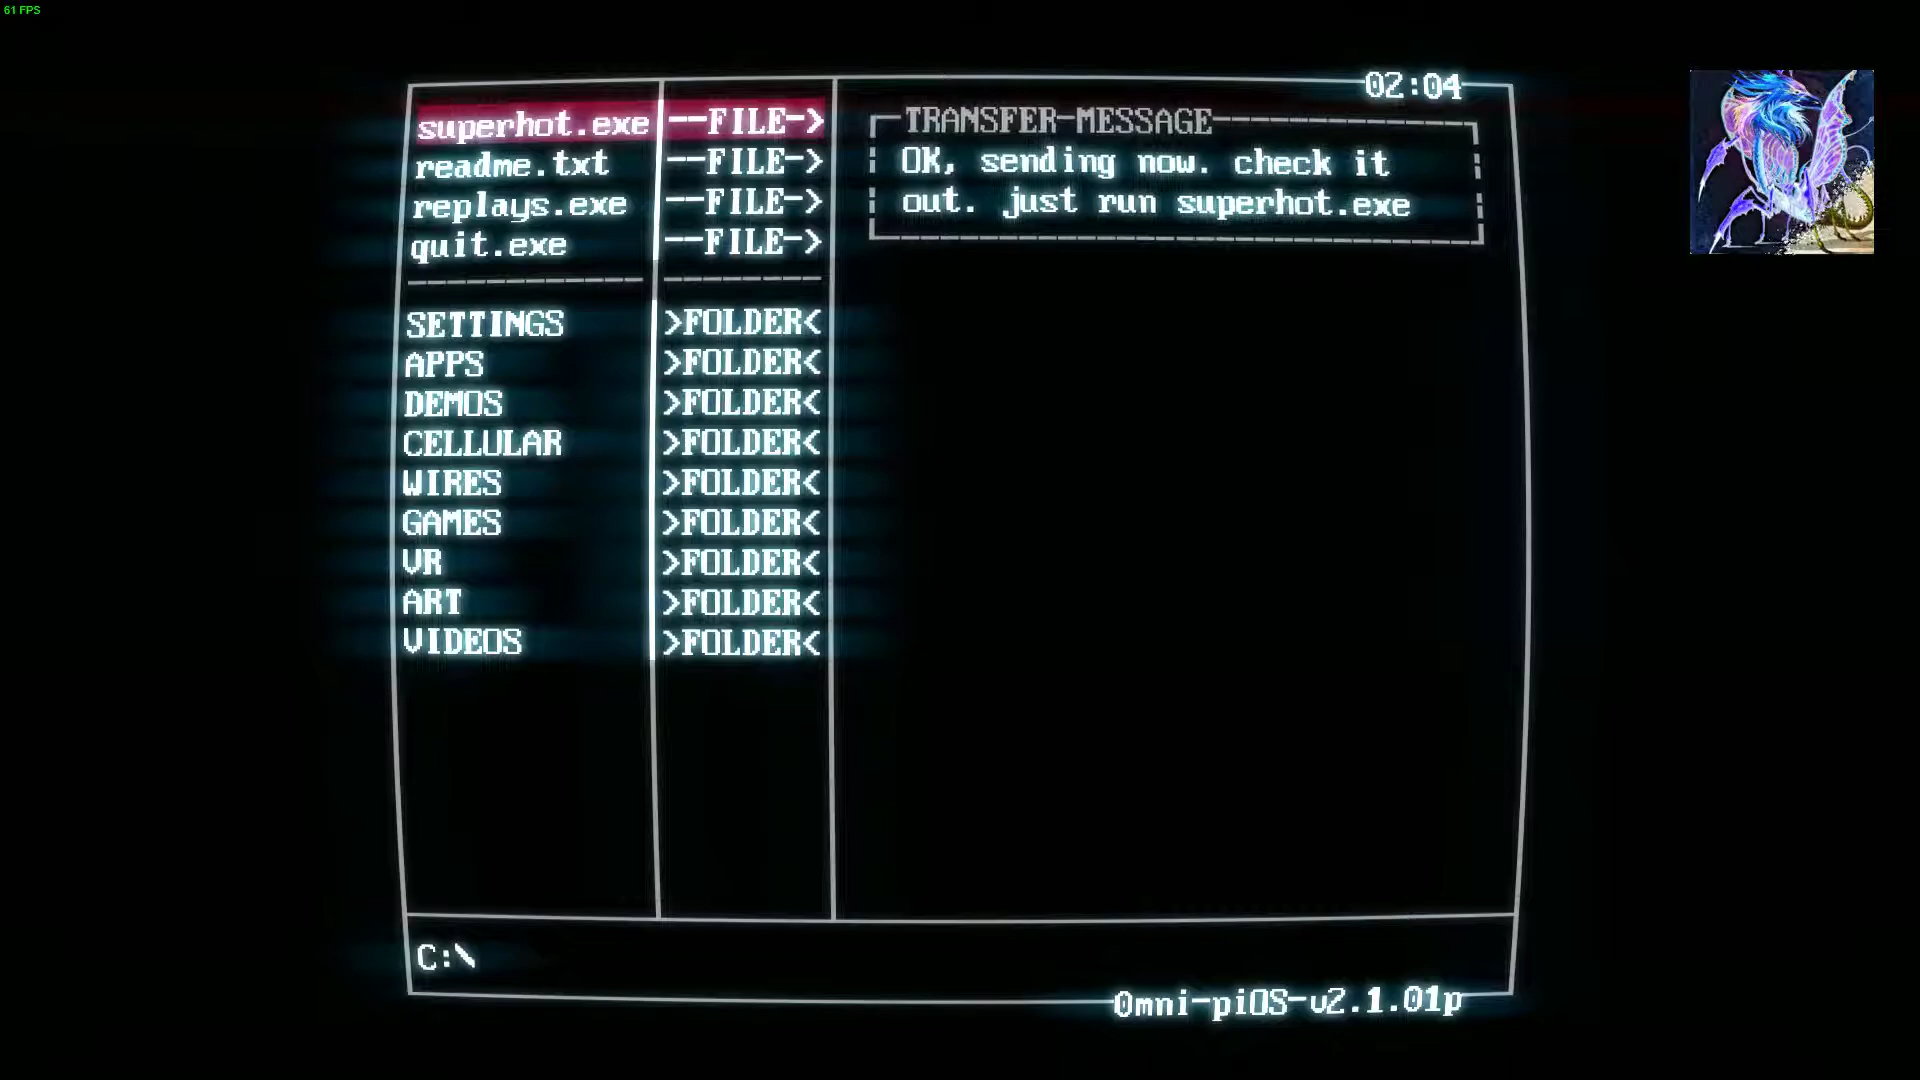 61 FPS
02:04
superhot.exe --FILE->
readme.txt --FILE->
replays.exe --FILE->
quit.exe --FILE->
SETTINGS >FOLDER<
APPS >FOLDER<
DEMOS >FOLDER<
CELLULAR >FOLDER<
WIRES >FOLDER<
GAMES >FOLDER<
VR >FOLDER<
ART >FOLDER<
VIDEOS >FOLDER<
TRANSFER-MESSAGE
OK, sending now. check it
out. just run superhot.exe
C:\
Omni-piOS-v2.1.01p